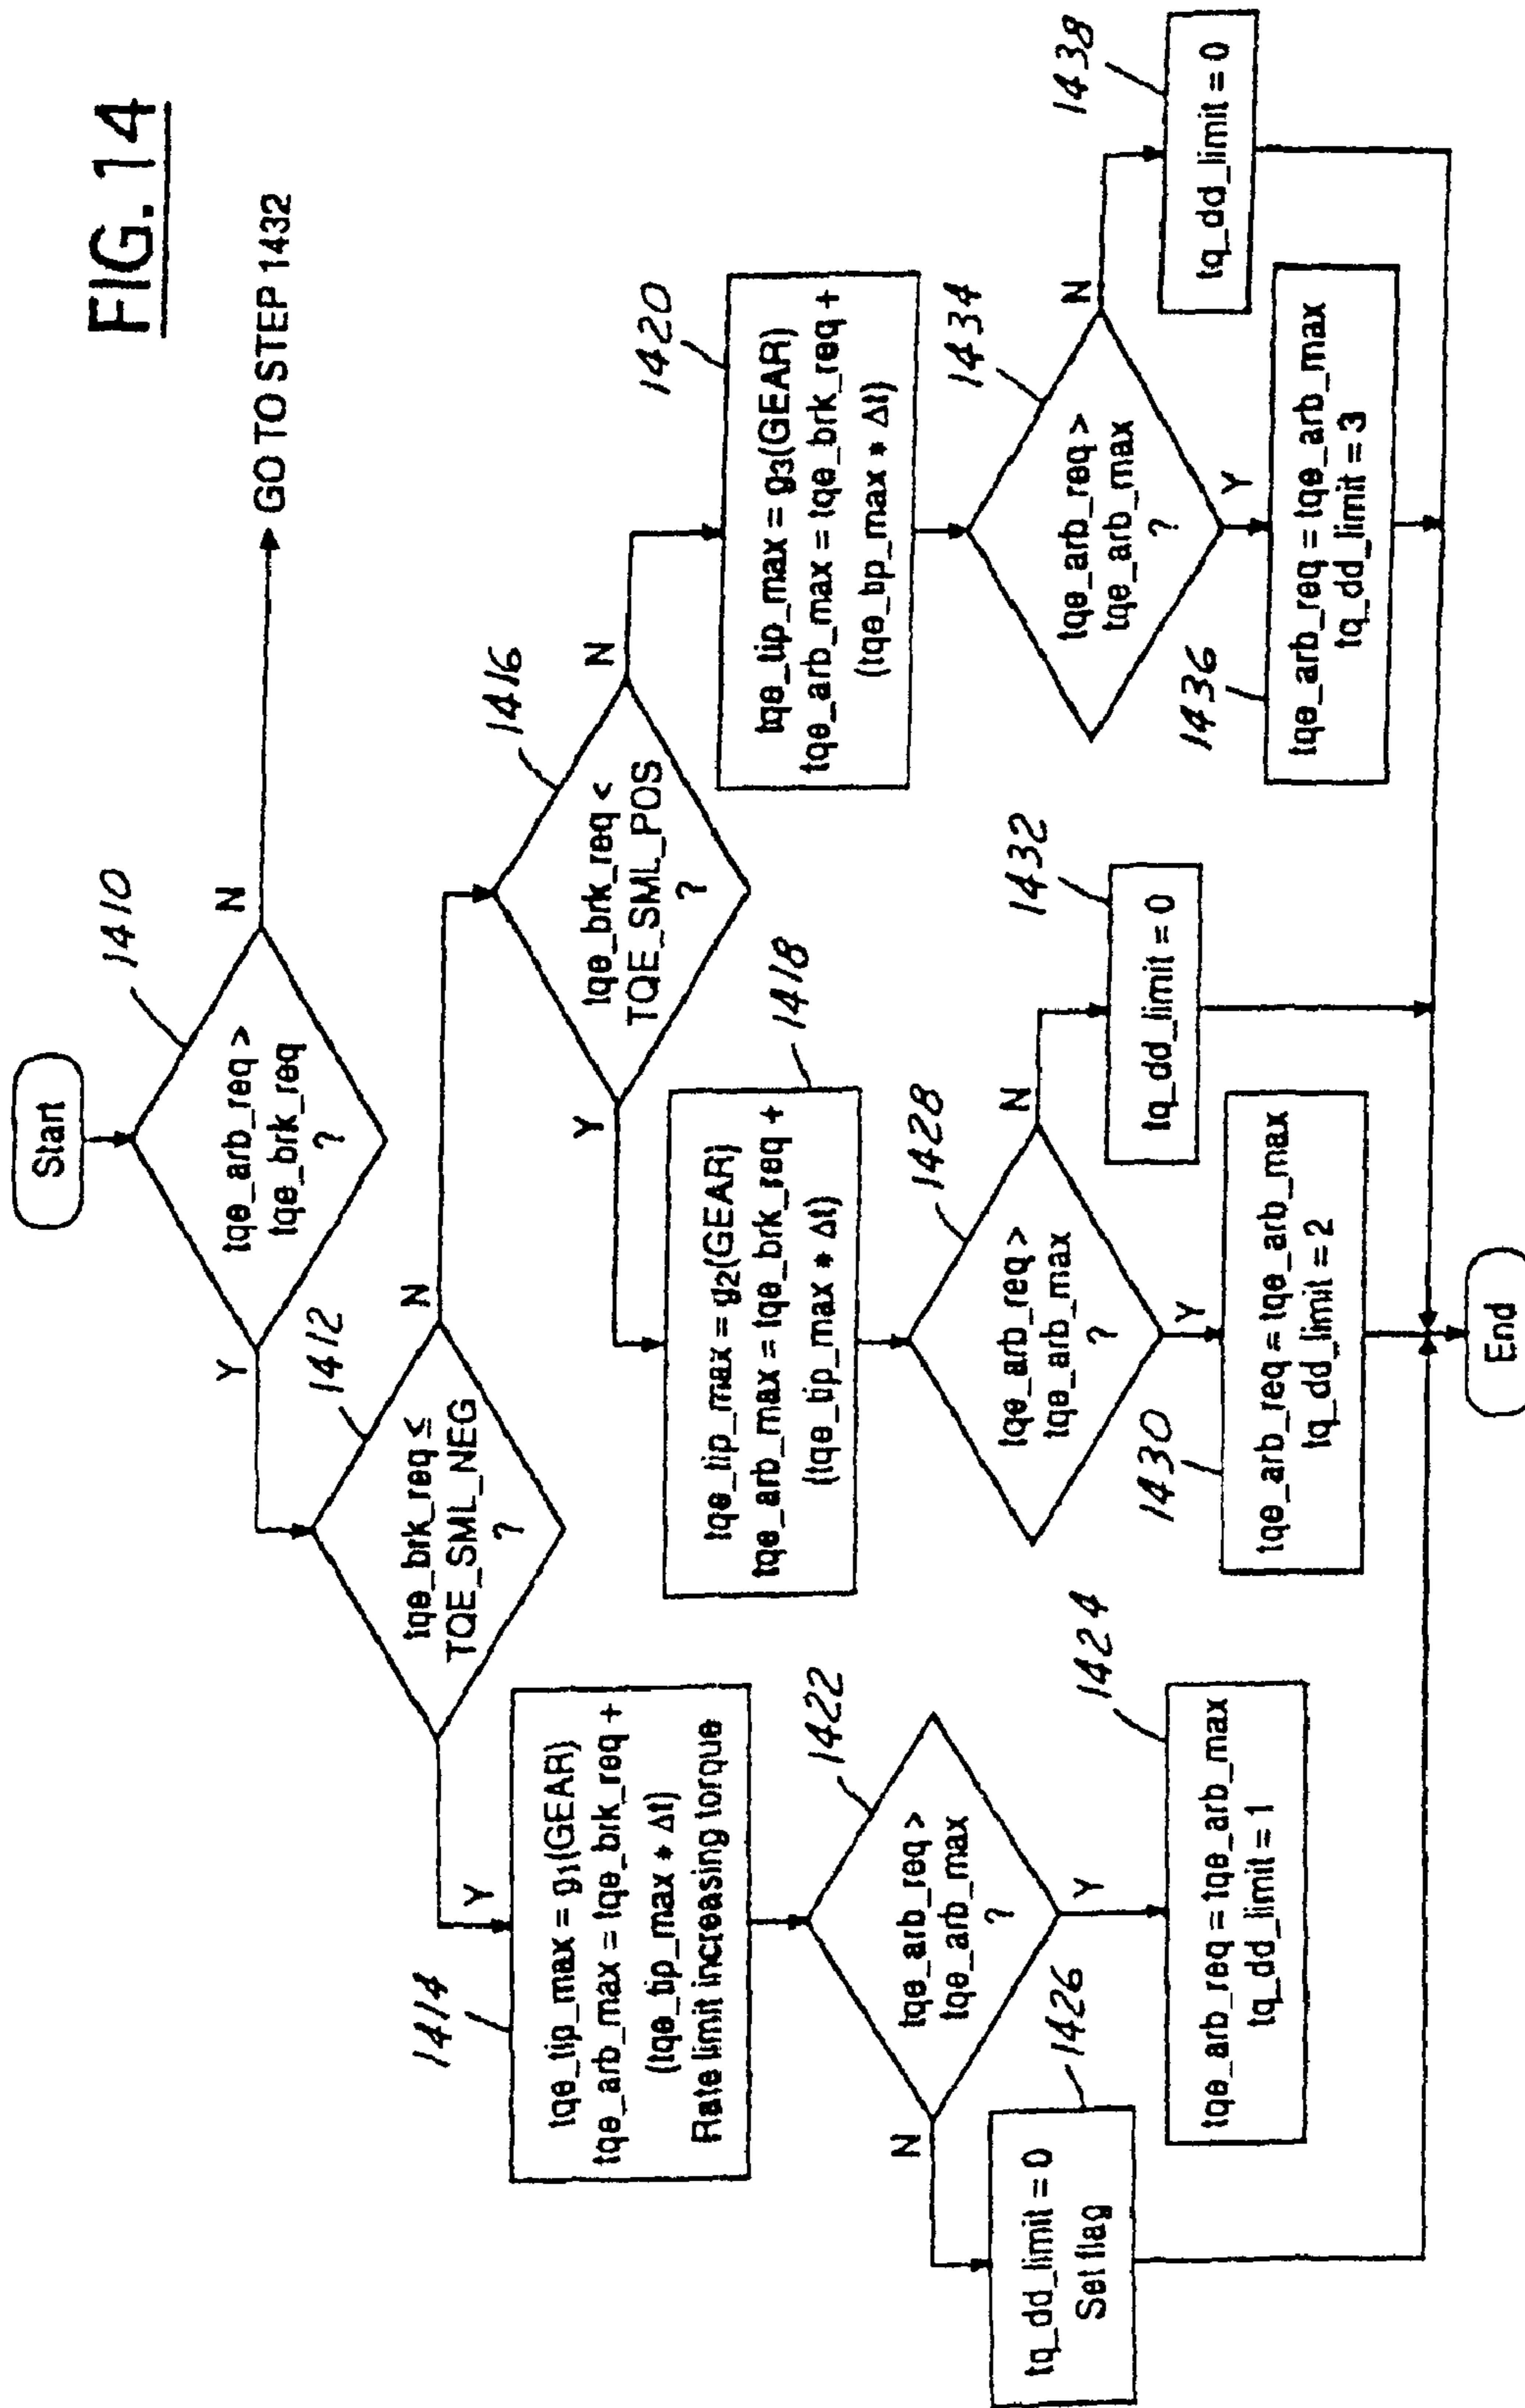 FIG. 14
Start
1410
tqe_arb_req >
tqe_brk_req
?
Y
N
GO TO STEP 1432
1412
tqe_brk_req ≤
TQE_SML_NEG
?
Y
N
1414
tqe_tip_max = g1(GEAR)
tqe_arb_max = tqe_brk_req +
(tqe_tip_max * Δt)
Rate limit increasing torque
1416
tqe_brk_req <
TQE_SML_POS
?
Y
N
1418
tqe_tip_max = g2(GEAR)
tqe_arb_max = tqe_brk_req +
(tqe_tip_max * Δt)
1420
tqe_tip_max = g3(GEAR)
tqe_arb_max = tqe_brk_req +
(tqe_tip_max * Δt)
1422
tqe_arb_req >
tqe_arb_max
?
N
Y
1426
tq_dd_limit = 0
Set flag
1424
tqe_arb_req = tqe_arb_max
tq_dd_limit = 1
1428
tqe_arb_req >
tqe_arb_max
?
Y
N
1430
tqe_arb_req = tqe_arb_max
tq_dd_limit = 2
1432
tq_dd_limit = 0
1434
tqe_arb_req >
tqe_arb_max
?
Y
N
1436
tqe_arb_req = tqe_arb_max
tq_dd_limit = 3
1438
tq_dd_limit = 0
End